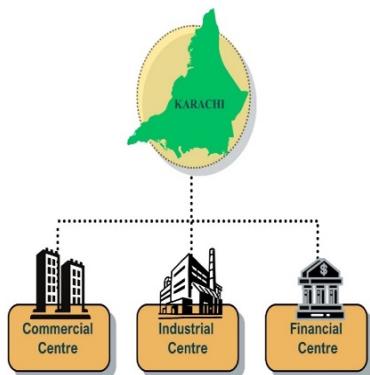 KARACHI
Commercial
Centre
Industrial
Centre
$
Financial
Centre